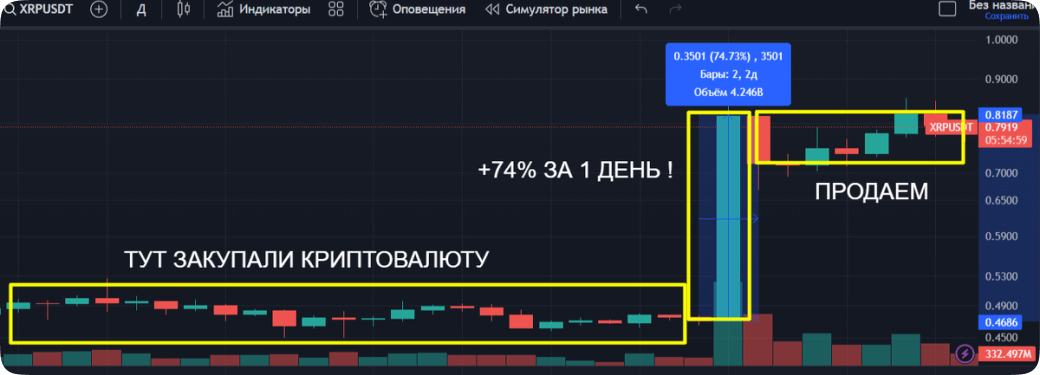 XRPUSDT Д Индикаторы Оповещения Симулятор рынка Без назван
Сохранить
1.0000
0.3501 (74.73%) , 3501
Бары: 2, 2д
Объём 4.246B
0.9000
0.8187
XRPUSDT 0.7919
05:54:59
+74% ЗА 1 ДЕНЬ !
0.7000
ПРОДАЕМ
0.6500
0.5900
ТУТ ЗАКУПАЛИ КРИПТОВАЛЮТУ
0.5300
0.4900
0.4686
0.4500
332.497M